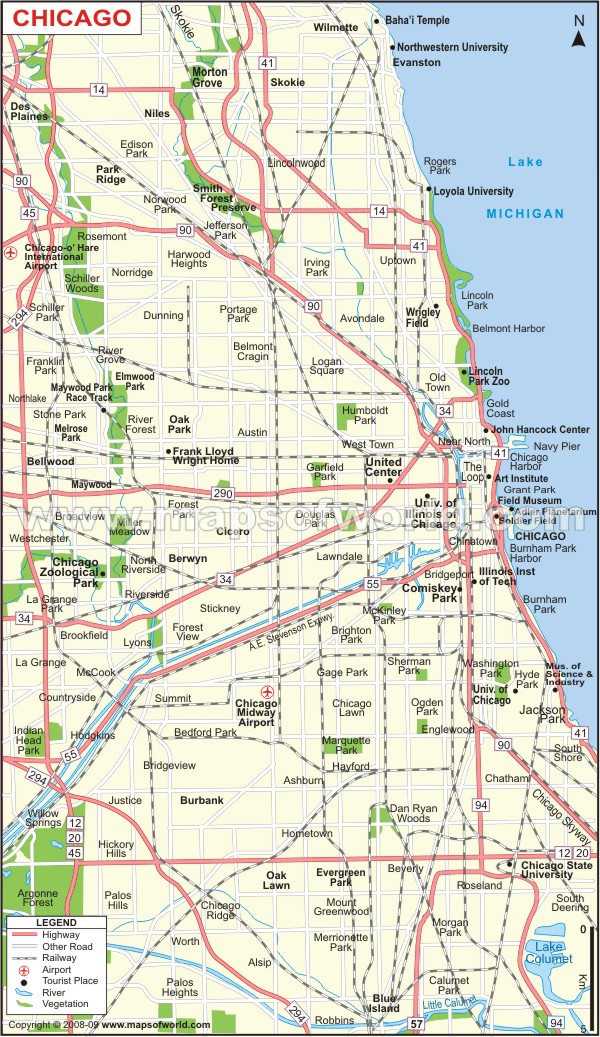 CHICAGO
Skokie
Wilmette
Baha'i Temple
N
Northwestern University
Evanston
41
Morton
Grove
Skokie
14
Des
Plaines
Niles
Edison
Park
Lincolnwood
Rogers
Park
Lake
MICHIGAN
Park
Ridge
90
45
Smith
Forest
Preserve
Loyola University
Norwood
Park
14
Jefferson
Park
90
Rosemont
41
Chicago-o' Hare
International
Airport
Harwood
Heights
Irving
Park
Uptown
Norridge
Schiller
Woods
Lincoln
Park
Schiller
Park
294
Dunning
Portage
Park
90
Avondale
Wrigley
Field
Belmont Harbor
Franklin
Park
River
Grove
Belmont
Cragin
Logan
Square
Lincoln
Park Zoo
Elmwood
Park
Old
Town
Maywood Park
Race Track
Northlake
Gold
Coast
Stone Park
River
Forest
Oak
Park
Humboldt
Park
34
Melrose
Park
Austin
John Hancock Center
West Town
Near North
Navy Pier
Frank Lloyd
Wright Home
41
Chicago
Harbor
Bellwood
United
Center
The
Loop
Garfield
Park
Art Institute
Maywood
290
Grant Park
Field Museum
Univ. of
Illinois of
Chicago
Forest
Park
Adler Planetarium
Soldier Field
www.mapsofworld.com
Broadview
Miller
Meadow
Cicero
Douglas
Park
CHICAGO
Westchester
Chinatown
Burnham Park
Harbor
Chicago
Zoological
Park
North
Riverside
Berwyn
Lawndale
34
55
Bridgeport
Illinois Inst
of Tech
Comiskey
Park
La Grange
Park
Riverside
Stickney
Burnham
Park
34
McKinley
Park
Brookfield
Lyons
Forest
View
A.E. Stevenson Expwy.
Brighton
Park
La Grange
McCook
Gage Park
Sherman
Park
Washington
Park
Hyde
Park
Mus. of
Science &
Industry
Univ. of
Chicago
Countryside
Summit
Chicago
Midway
Airport
Chicago
Lawn
Ogden
Park
Jackson
Park
Indian
Head
Park
Hodgkins
Bedford Park
Englewood
41
Marquette
Park
90
55
South
Shore
294
Bridgeview
Hayford
Ashburn
Chatham
Justice
Burbank
Dan Ryan
Woods
94
Chicago Skyway
Willow
Springs
12
20
45
Hometown
Hickory
Hills
12 20
Chicago State
University
Oak
Lawn
Evergreen
Park
Beverly
Roseland
Argonne
Forest
Palos
Hills
Chicago
Ridge
Mount
Greenwood
South
Deering
Morgan
Park
LEGEND
Highway
Other Road
Railway
Airport
Tourist Place
River
Vegetation
Worth
Merrionette
Park
0
Lake
Columet
Alsip
Km
Palos
Heights
Calumet
Park
Blue
Island
Little Calumet
294
Robbins
57
94
5
Copyright © 2008-09 www.mapsofworld.com